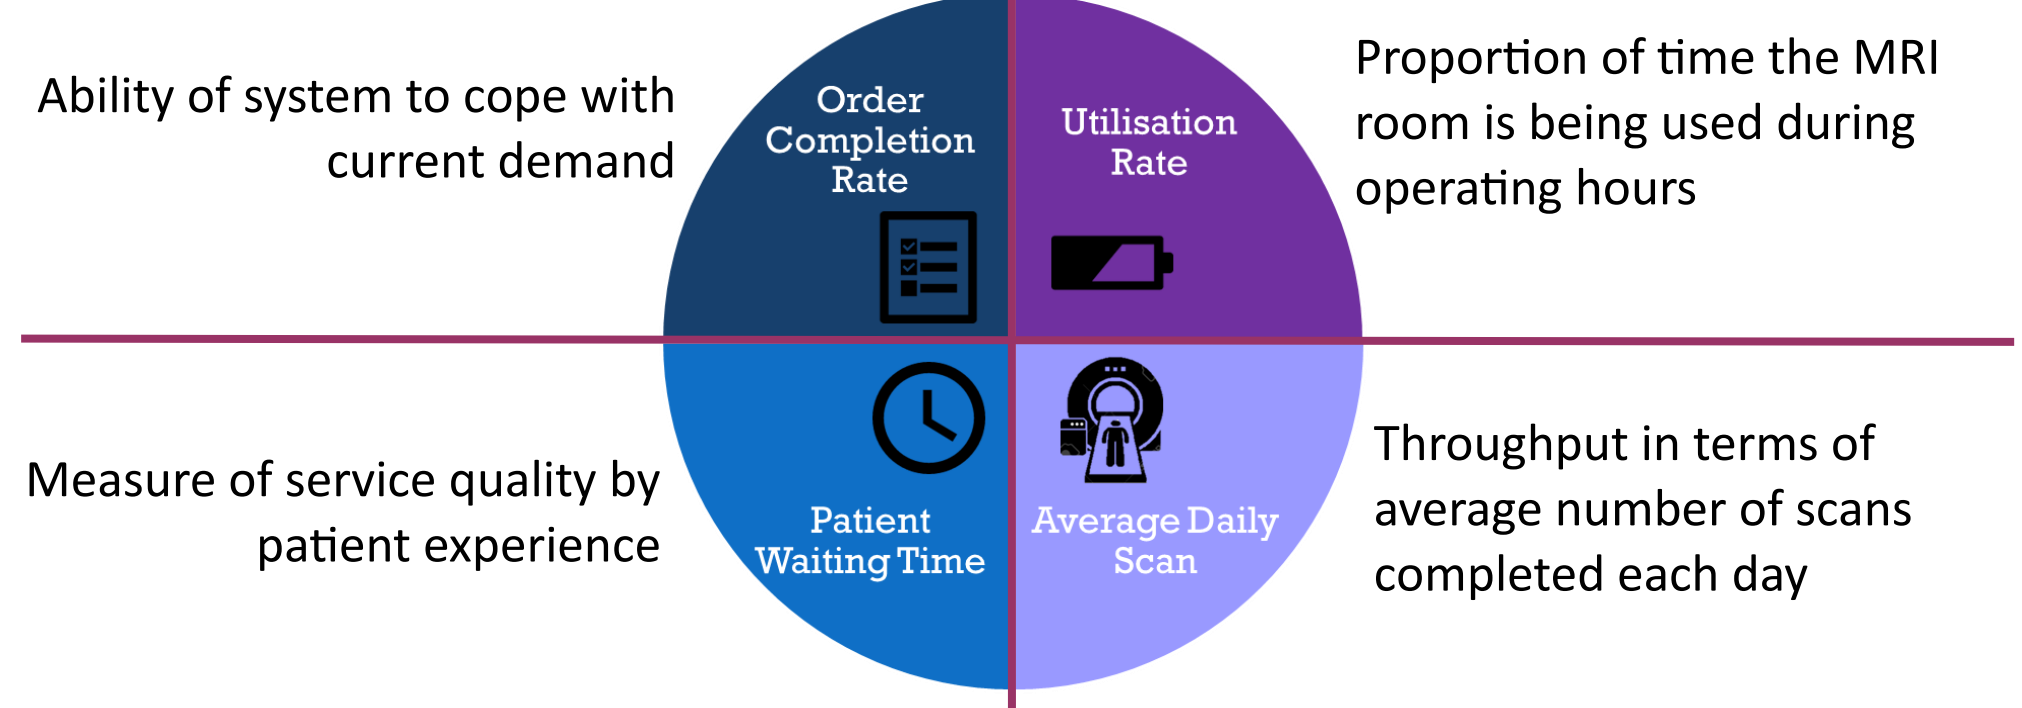 Ability of system to cope with
current demand
Order
Completion
Rate
Utilisation
Rate
Proportion of time the MRI
room is being used during
operating hours
Measure of service quality by
patient experience
Patient
Waiting Time
Average Daily
Scan
Throughput in terms of
average number of scans
completed each day